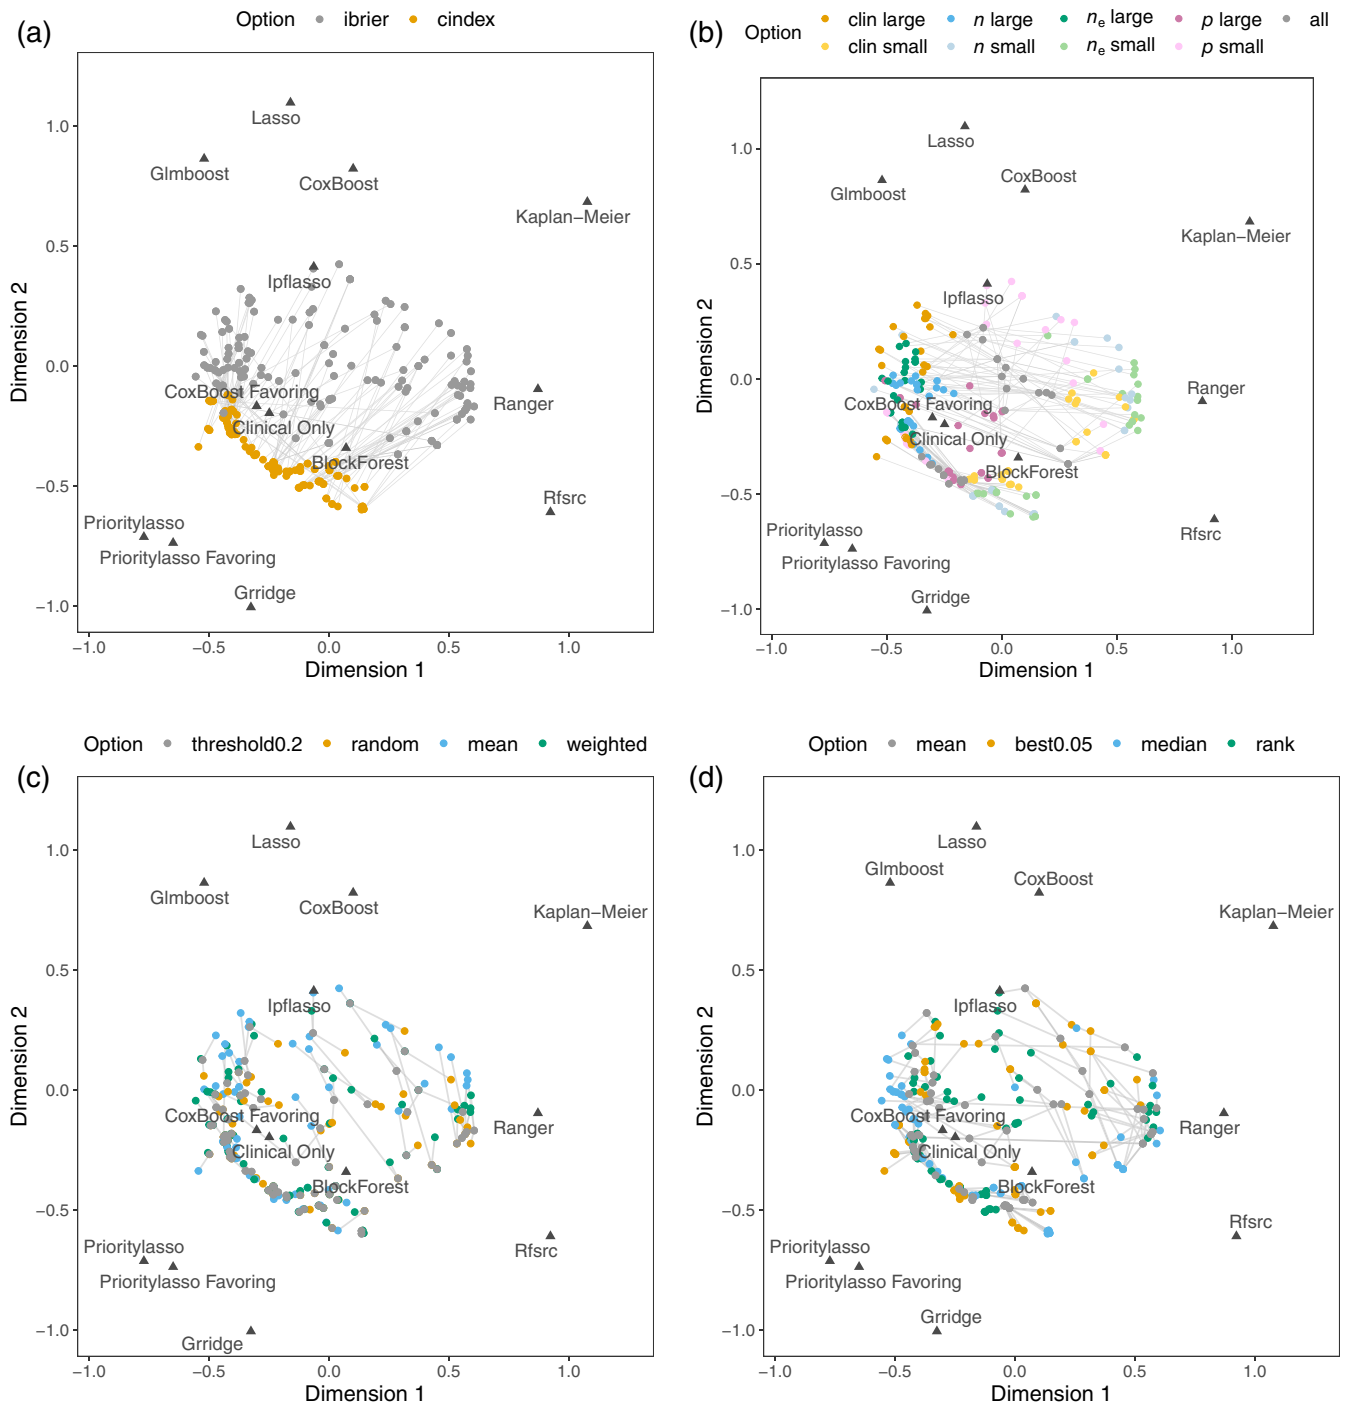 (a)
Option ibrier cindex
Lasso
Glmboost
CoxBoost
Kaplan−Meier
Ipflasso
CoxBoost Favoring
Ranger
Clinical Only
BlockForest
Rfsrc
Prioritylasso
Prioritylasso Favoring
Grridge
1.0
0.5
0.0
−0.5
−1.0
Dimension 2
−1.0 −0.5 0.0 0.5 1.0
Dimension 1
(b)
Option
clin large n large ne large p large all
clin small n small ne small p small
Lasso
CoxBoost
Glmboost
Kaplan−Meier
Ipflasso
Ranger
CoxBoost Favoring
Clinical Only
BlockForest
Prioritylasso
Rfsrc
Prioritylasso Favoring
Grridge
1.0
0.5
0.0
−0.5
−1.0
Dimension 2
−1.0 −0.5 0.0 0.5 1.0
Dimension 1
(c)
Option threshold0.2 random mean weighted
Lasso
Glmboost
CoxBoost
Kaplan−Meier
Ipflasso
CoxBoost Favoring
Ranger
Clinical Only
BlockForest
Prioritylasso
Rfsrc
Prioritylasso Favoring
Grridge
1.0
0.5
0.0
−0.5
−1.0
Dimension 2
−1.0 −0.5 0.0 0.5 1.0
Dimension 1
(d)
Option mean best0.05 median rank
Lasso
Glmboost
CoxBoost
Kaplan−Meier
Ipflasso
CoxBoost Favoring
Ranger
Clinical Only
BlockForest
Rfsrc
Prioritylasso
Prioritylasso Favoring
Grridge
1.0
0.5
0.0
−0.5
−1.0
Dimension 2
−1.0 −0.5 0.0 0.5 1.0
Dimension 1